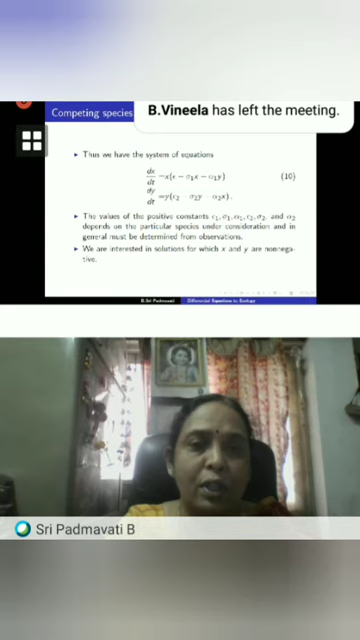 Competing species
B.Vineela has left the meeting.
▸ Thus we have the system of equations
dx/dt =x(ϵ − σ₁x − α₁y) (10)
dy/dt =y(ϵ₂ − σ₂y − α₂x).
▸ The values of the positive constants ϵ₁, σ₁, α₁, ϵ₂, σ₂, and α₂
depends on the particular species under consideration and in
general must be determined from observations.
▸ We are interested in solutions for which x and y are nonnega-
tive.
B.Sri Padmavati Differential Equations in Ecology
Sri Padmavati B